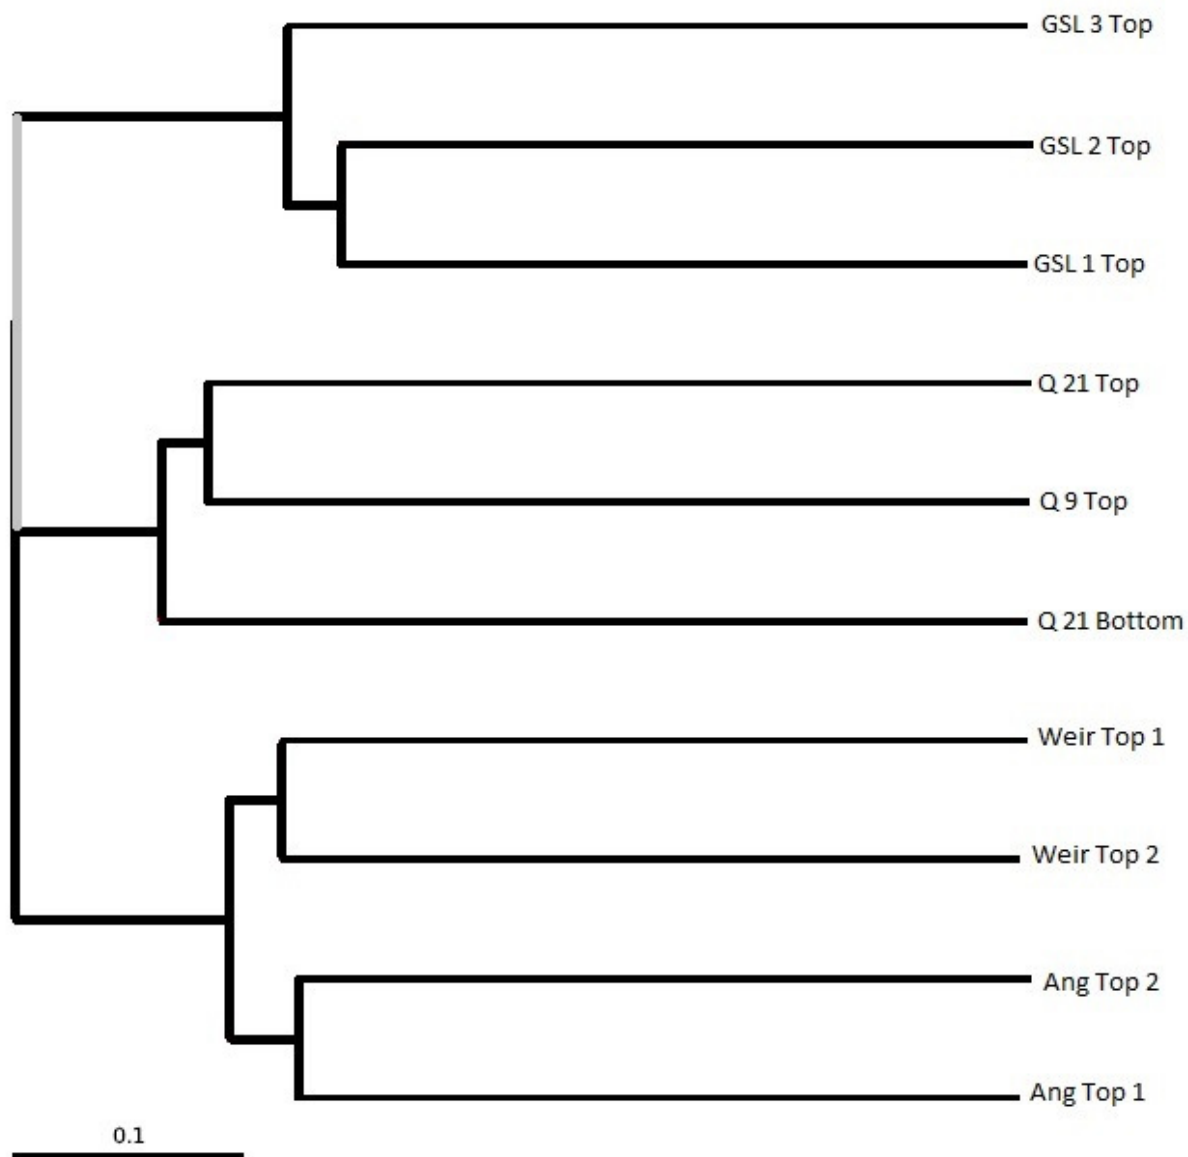 GSL 3 Top
GSL 2 Top
GSL 1 Top
Q 21 Top
Q 9 Top
Q 21 Bottom
Weir Top 1
Weir Top 2
Ang Top 2
Ang Top 1
0.1